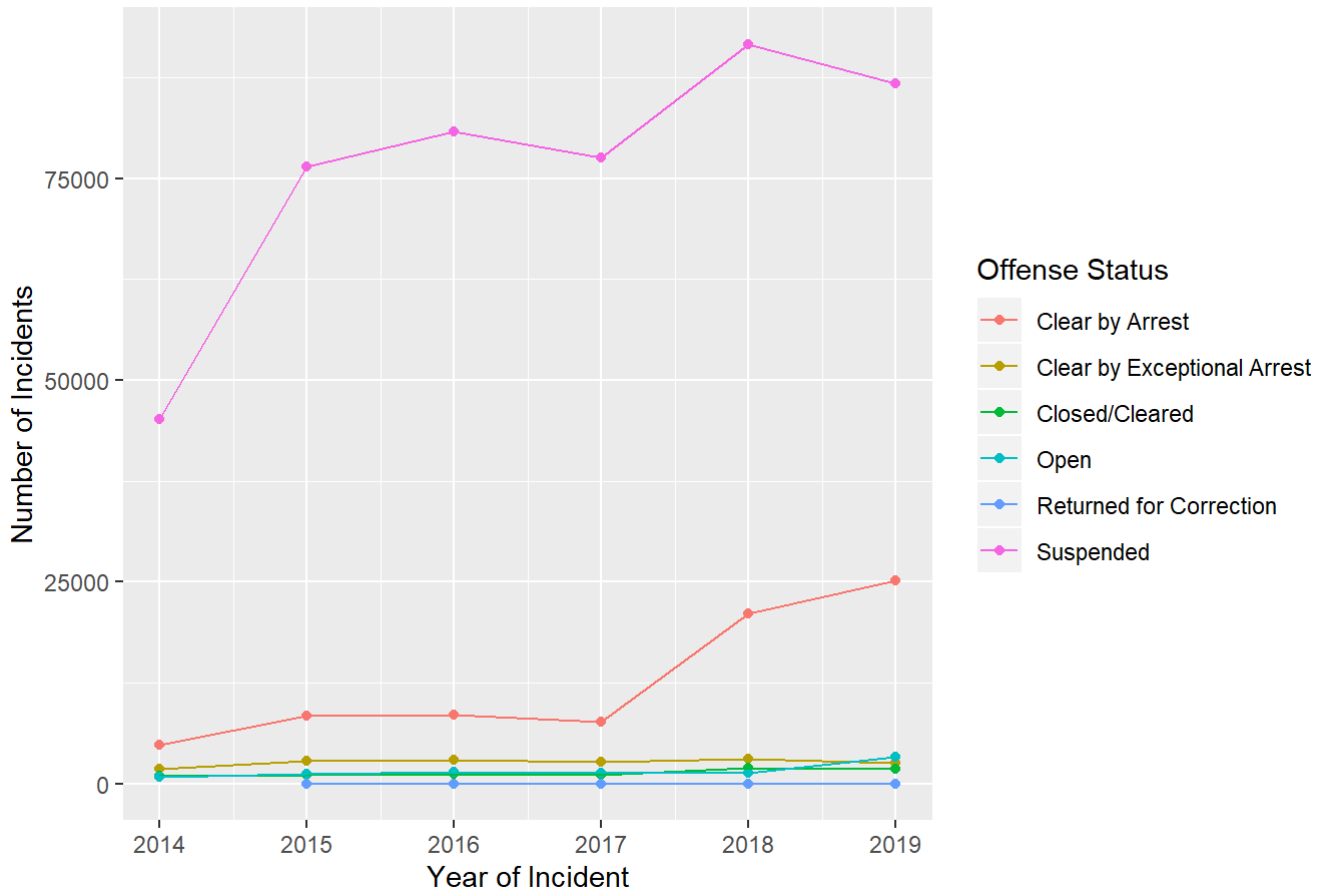 75000
50000
25000
0
Number of Incidents
2014 2015 2016 2017 2018 2019
Year of Incident
Offense Status
Clear by Arrest
Clear by Exceptional Arrest
Closed/Cleared
Open
Returned for Correction
Suspended